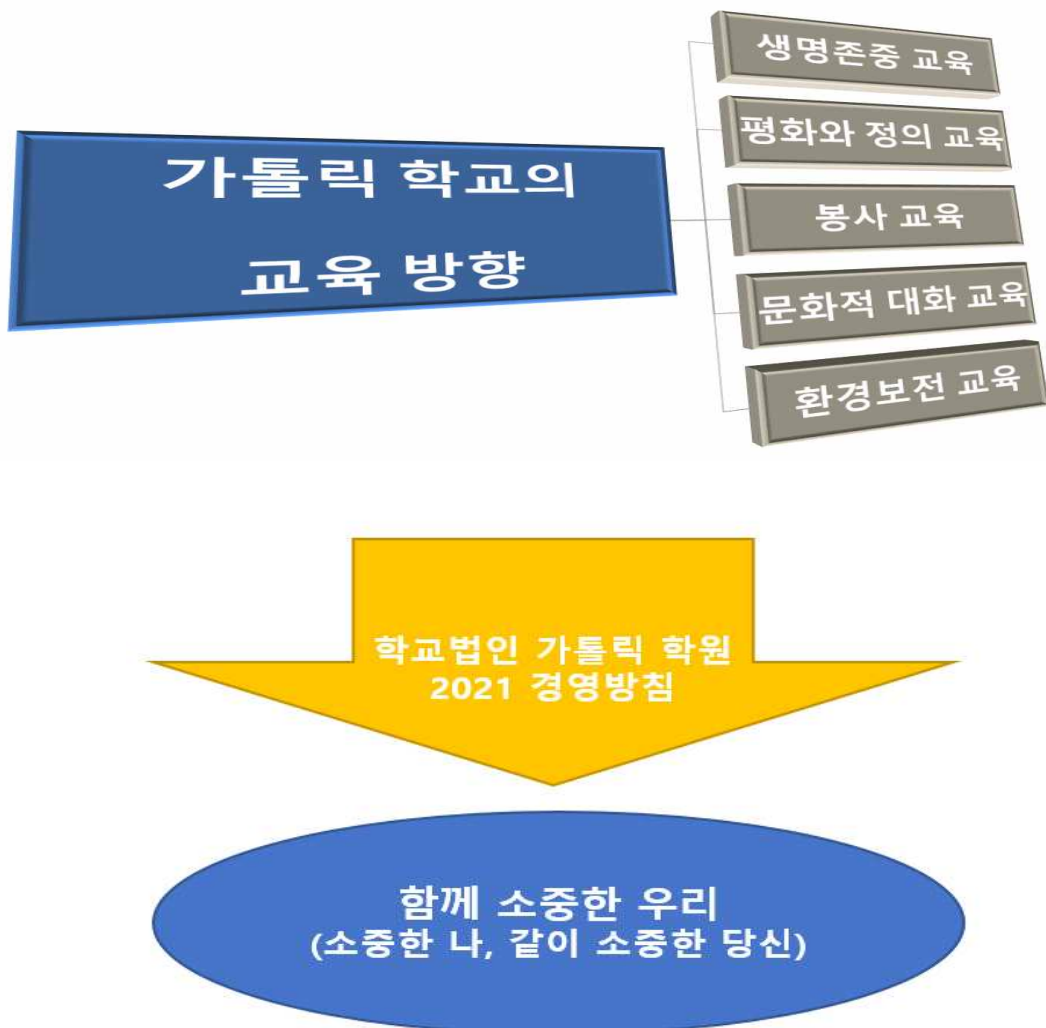 가톨릭 학교의
교육 방향
생명존중 교육
평화와 정의 교육
봉사 교육
문화적 대화 교육
환경보전 교육
학교법인 가톨릭 학원
2021 경영방침
함께 소중한 우리
(소중한 나, 같이 소중한 당신)